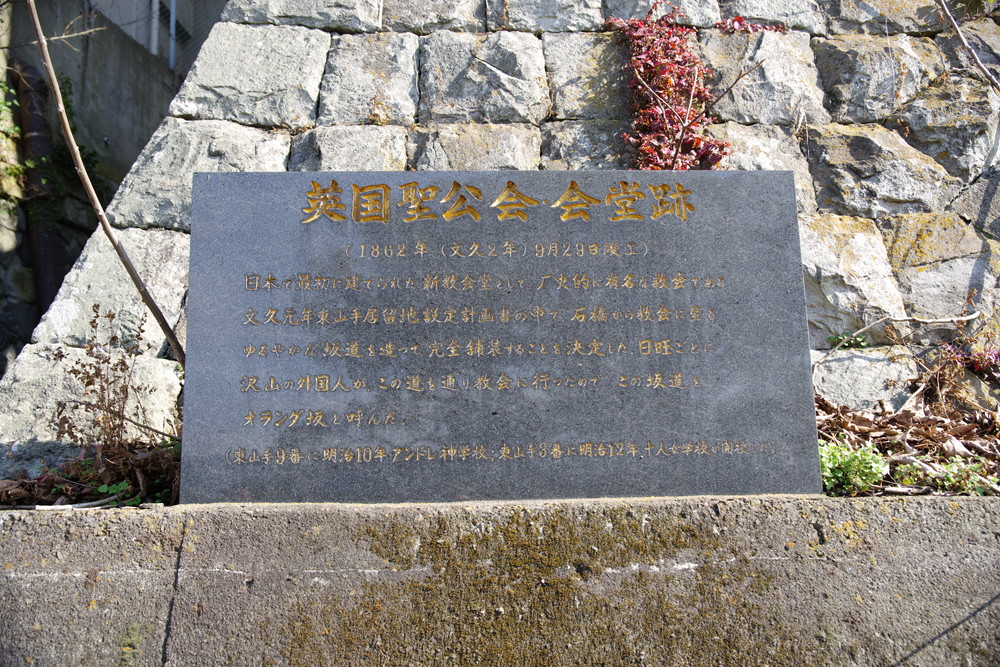 英国聖公会・会堂跡
(1862年(文久2年)9月29日竣工)
日本で最初に建てられた新教会堂として、厂史的に有名な教会である
文久元年東山手居留地設定計画書の中で、石橋から教会に至る
ゆるやかな坂道を造って、完全舗装することを決定した。日曜ごとに
沢山の外国人が、この道を通り教会に行ったので、この坂道を
オランダ坂と呼んだ。
(東山手9番に明治10年アンドレ神学校;東山手3番に明治12年、十人女学校が開校した)